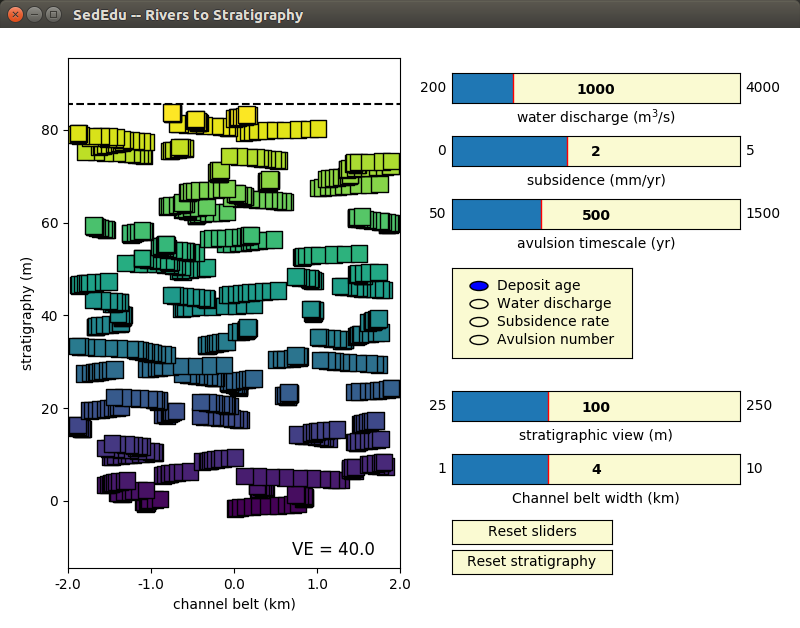 SedEdu -- Rivers to Stratigraphy
stratigraphy (m)
80
60
40
20
0
VE = 40.0
-2.0 -1.0 0.0 1.0 2.0
channel belt (km)
200 1000 4000
water discharge (m³/s)
0 2 5
subsidence (mm/yr)
50 500 1500
avulsion timescale (yr)
Deposit age
Water discharge
Subsidence rate
Avulsion number
25 100 250
stratigraphic view (m)
1 4 10
Channel belt width (km)
Reset sliders
Reset stratigraphy